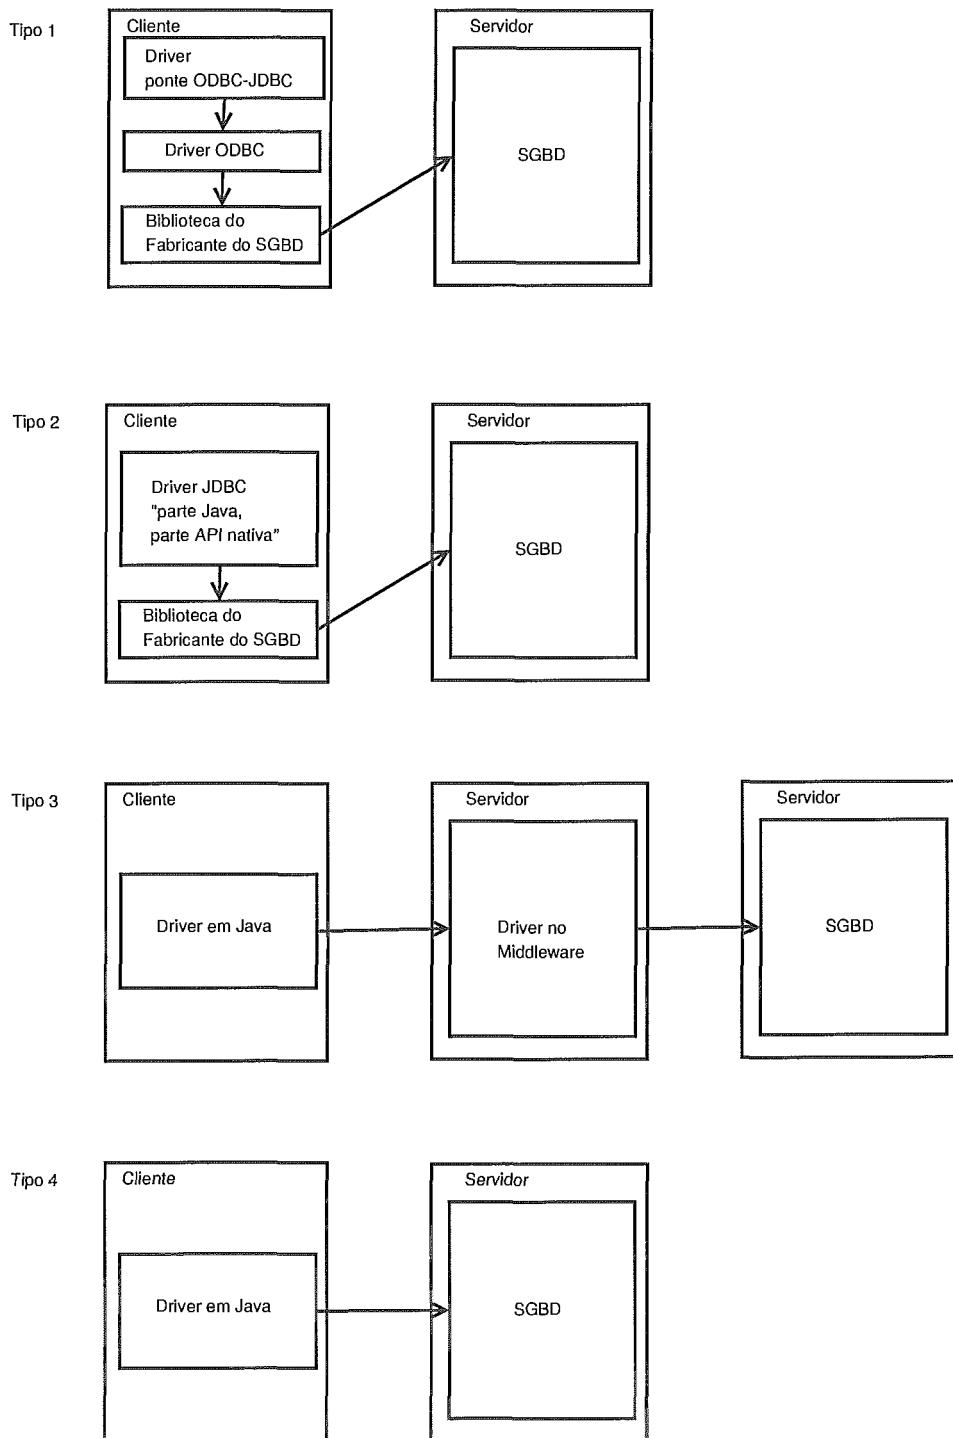 Tipo 1
Cliente
Driver
ponte ODBC-JDBC
Driver ODBC
Biblioteca do
Fabricante do SGBD
Servidor
SGBD
Tipo 2
Cliente
Driver JDBC
"parte Java,
parte API nativa"
Biblioteca do
Fabricante do SGBD
Servidor
SGBD
Tipo 3
Cliente
Driver em Java
Servidor
Driver no
Middleware
Servidor
SGBD
Tipo 4
Cliente
Driver em Java
Servidor
SGBD